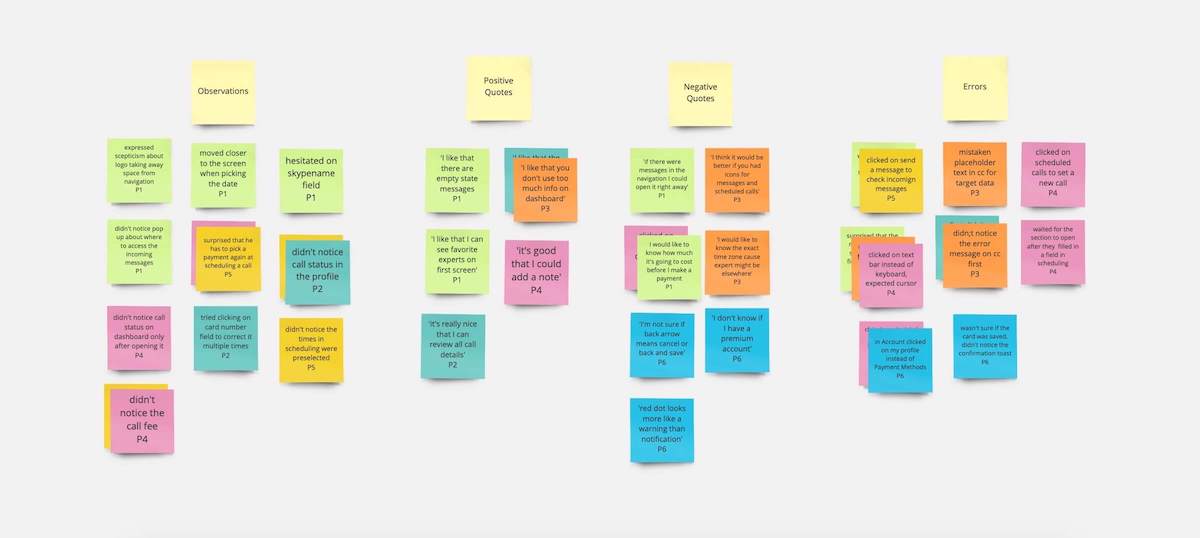 Observations
expressed
scepticism about
logo taking away
space from
navigation
P1
moved closer
to the screen
when picking
the date
P1
hesitated on
skypename
field
P1
didn't notice pop
up about where
to access the
incoming
messages
P1
surprised that he
has to pick a
payment again at
scheduling a call
P5
didn't notice
call status in
the profile
P2
didn't notice
call status on
dashboard only
after opening it
P4
tried clicking on
card number
field to correct it
multiple times
P2
didn't notice the
times in
scheduling were
preselected
P5
didn't
notice the
call fee
P4
Positive
Quotes
'I like that
there are
empty state
messages
P1
'I like that the
'I like that you
don't use too
much info on
dashboard'
P3
'I like that I can
see favorite
experts on
first screen'
P1
'it's good
that I could
add a note'
P4
'it's really nice
that I can
review all call
details'
P2
Negative
Quotes
'if there were
messages in the
navigation I could
open it right away'
P1
'I think it would be
better if you had
icons for
messages and
scheduled calls'
P3
clicked on
I would like to
know how much
it's going to cost
before I make a
payment
P1
'I would like to
know the exact
time zone cause
expert might be
elsewhere'
P3
'I'm not sure if
back arrow
means cancel or
back and save'
P6
'I don't know if
I have a
premium
account'
P6
'red dot looks
more like a
warning than
notification'
P6
Errors
clicked on send
a message to
check incomign
messages
P5
mistaken
placeholder
text in cc for
target data
P3
clicked on
scheduled
calls to set a
new call
P4
surprised that the
clicked on text
bar instead of
keyboard,
expected cursor
P4
didn;t notice
the error
message on cc
first
P3
waited for the
section to open
after they filled in
a field in
scheduling
P4
in Account clicked
on my profile
instead of
Payment Methods
P6
wasn't sure if the
card was saved,
didn't notice the
confirmation toast
P6